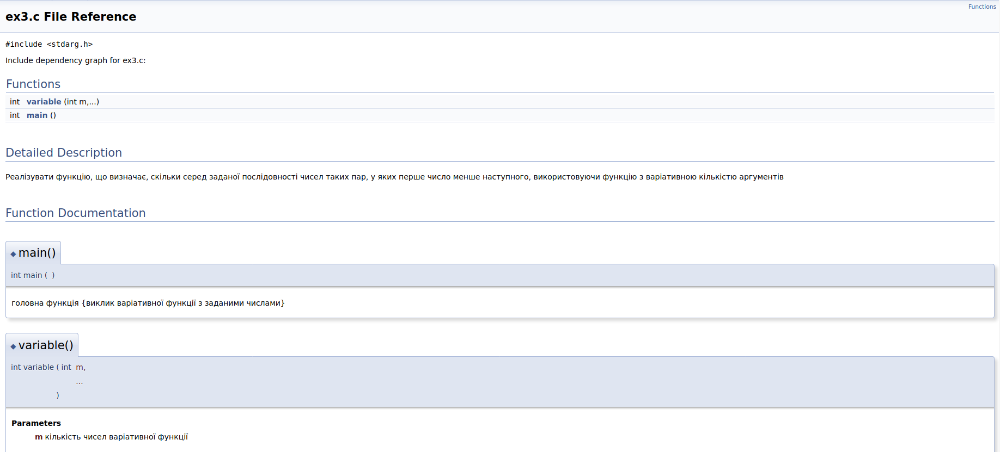 Functions
ex3.c File Reference
#include <stdarg.h>
Include dependency graph for ex3.c:
Functions
int variable (int m,...)
int main ()
Detailed Description
Реалізувати функцію, що визначає, скільки серед заданої послідовності чисел таких пар, у яких перше число менше наступного, використовуючи функцію з варіативною кількістю аргументів
Function Documentation
◆ main()
int main ( )
головна функція {виклик варіативної функції з заданими числами}
◆ variable()
int variable ( int m,
...
)
Parameters
m кількість чисел варіативної функції